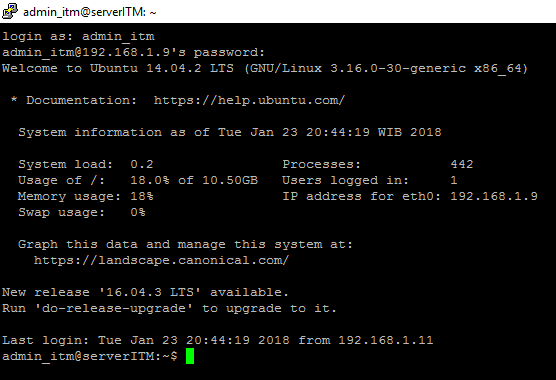 admin_itm@serverITM: ~
login as: admin_itm
admin_itm@192.168.1.9's password:
Welcome to Ubuntu 14.04.2 LTS (GNU/Linux 3.16.0-30-generic x86_64)
* Documentation:  https://help.ubuntu.com/
System information as of Tue Jan 23 20:44:19 WIB 2018
System load:  0.2                Processes:           442
Usage of /:   18.0% of 10.50GB   Users logged in:     1
Memory usage: 18%                IP address for eth0: 192.168.1.9
Swap usage:   0%
Graph this data and manage this system at:
https://landscape.canonical.com/
New release '16.04.3 LTS' available.
Run 'do-release-upgrade' to upgrade to it.
Last login: Tue Jan 23 20:44:19 2018 from 192.168.1.11
admin_itm@serverITM:~$